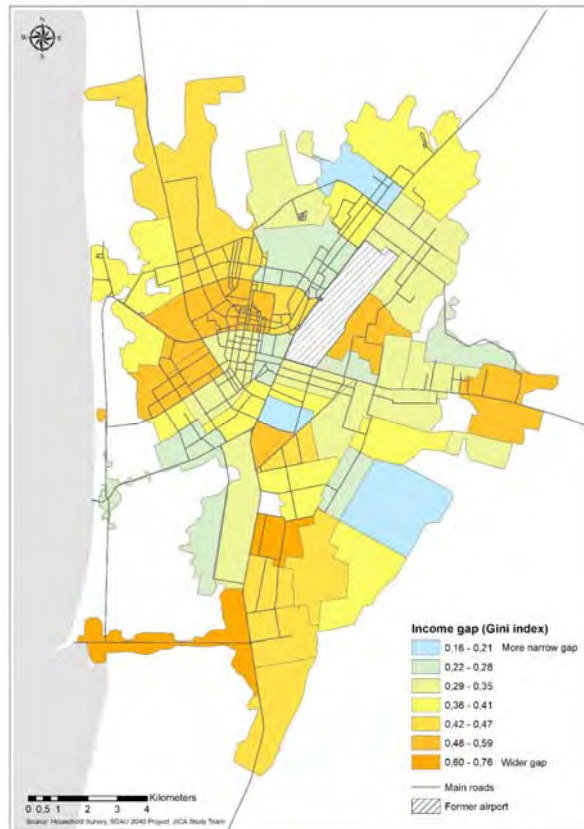 N
W E
S
Income gap (Gini index)
0,16 - 0,21 More narrow gap
0,22 - 0,28
0,29 - 0,35
0,36 - 0,41
0,42 - 0,47
0,48 - 0,59
0,60 - 0,76 Wider gap
Main roads
Former airport
Kilometers
0 0,5 1 2 3 4
Source: Household Survey, SDAU 2040 Project, JICA Study Team